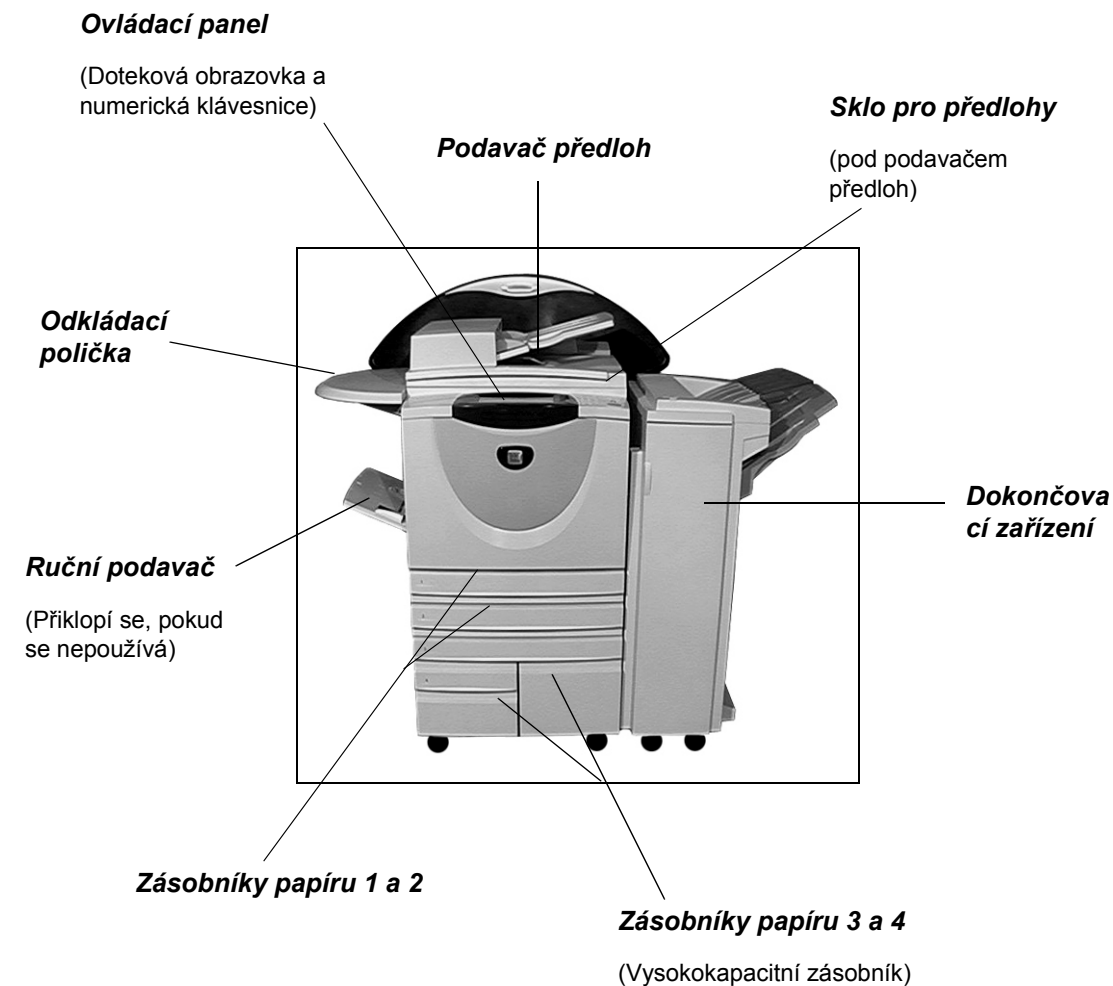 Ovládací panel
(Doteková obrazovka a
numerická klávesnice)
Podavač předloh
Sklo pro předlohy
(pod podavačem
předloh)
Odkládací
polička
Dokončova
cí zařízení
Ruční podavač
(Přiklopí se, pokud
se nepoužívá)
Zásobníky papíru 1 a 2
Zásobníky papíru 3 a 4
(Vysokokapacitní zásobník)